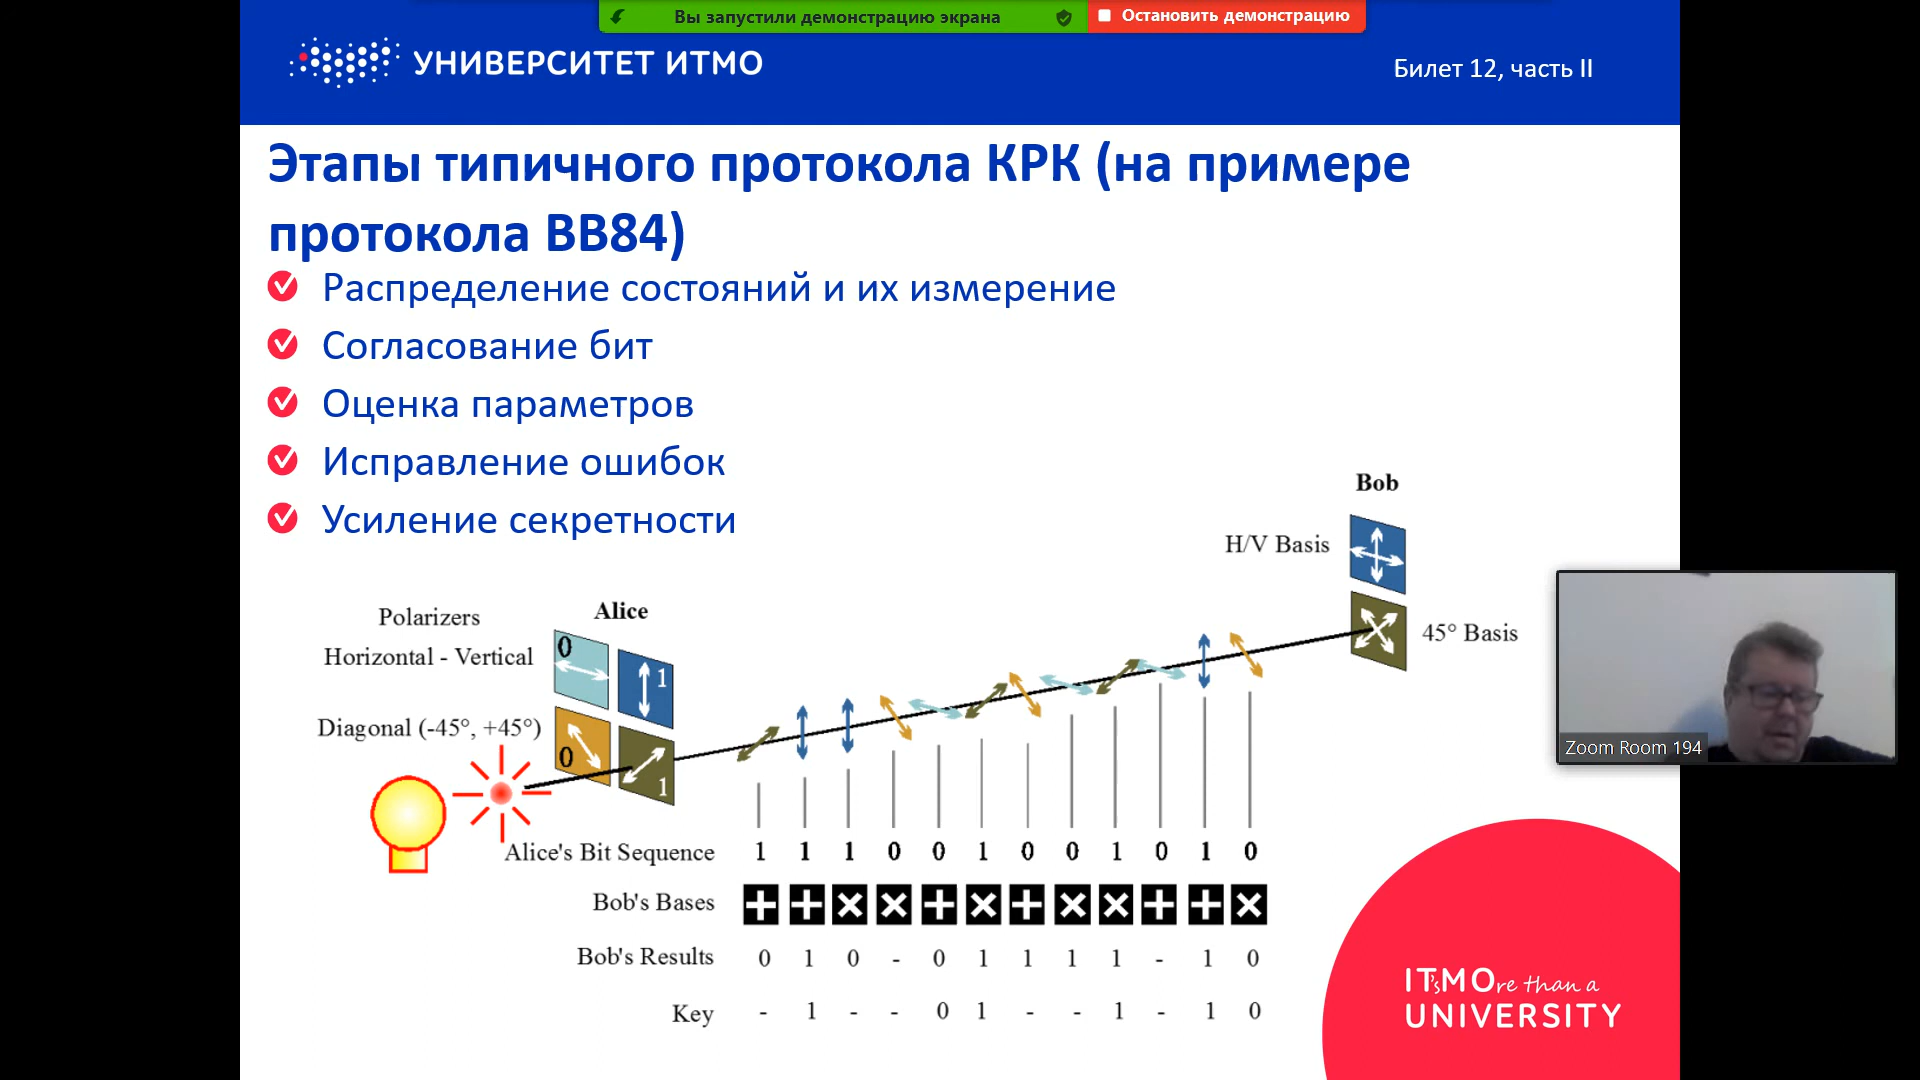 Вы запустили демонстрацию экрана
Остановить демонстрацию
УНИВЕРСИТЕТ ИТМО
Билет 12, часть II
Этапы типичного протокола КРК (на примере
протокола BB84)
Распределение состояний и их измерение
Согласование бит
Оценка параметров
Исправление ошибок
Усиление секретности
Bob
H/V Basis
45° Basis
Polarizers
Alice
Horizontal - Vertical
0 1
Diagonal (-45°, +45°)
0 1
Alice's Bit Sequence 1 1 1 0 0 1 0 0 1 0 1 0
Bob's Bases + + × × + × + × × + + ×
Bob's Results 0 1 0 - 0 1 1 1 1 - 1 0
Key - 1 - - 0 1 - - 1 - 1 0
Zoom Room 194
IT'sMOre than a
UNIVERSITY